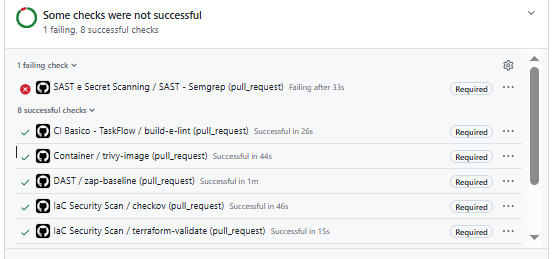 Some checks were not successful
1 failing, 8 successful checks
1 failing check
SAST e Secret Scanning / SAST - Semgrep (pull_request) Failing after 33s Required
8 successful checks
CI Basico - TaskFlow / build-e-lint (pull_request) Successful in 26s Required
Container / trivy-image (pull_request) Successful in 44s Required
DAST / zap-baseline (pull_request) Successful in 1m Required
IaC Security Scan / checkov (pull_request) Successful in 46s Required
IaC Security Scan / terraform-validate (pull_request) Successful in 15s Required